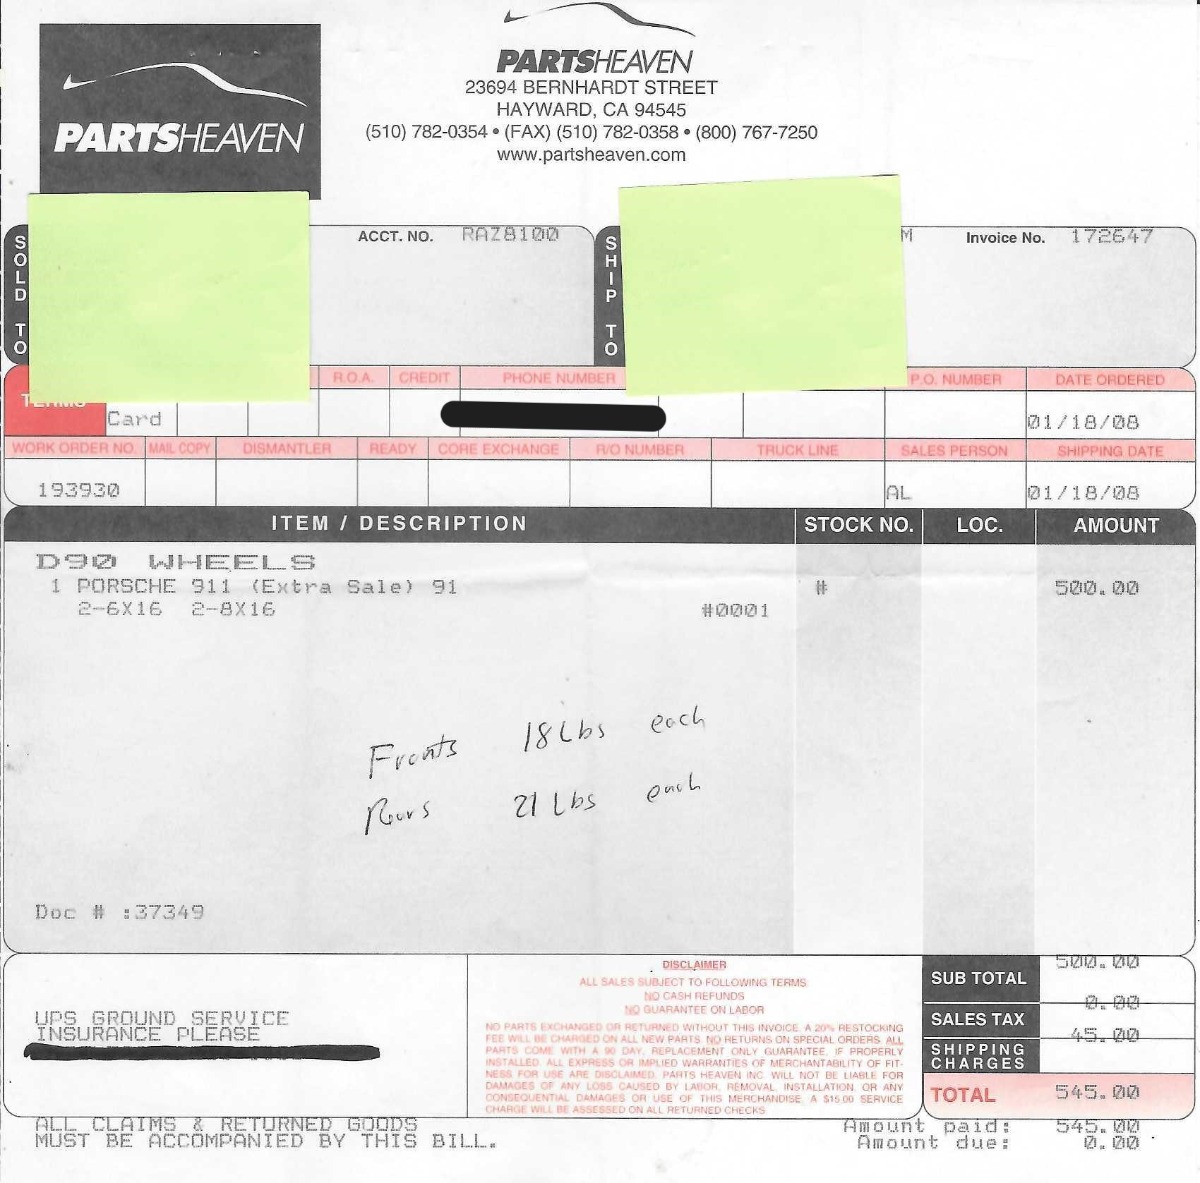 PARTSHEAVEN
PARTSHEAVEN
23694 BERNHARDT STREET
HAYWARD, CA 94545
(510) 782-0354 • (FAX) (510) 782-0358 • (800) 767-7250
www.partsheaven.com
SOLD TO
ACCT. NO. RAZ8100
SHIP TO
M
Invoice No. 172647
R.O.A. CREDIT PHONE NUMBER P.O. NUMBER DATE ORDERED
TERMS
Card 01/18/08
WORK ORDER NO. MAIL COPY DISMANTLER READY CORE EXCHANGE R/O NUMBER TRUCK LINE SALES PERSON SHIPPING DATE
193930 AL 01/18/08
ITEM / DESCRIPTION STOCK NO. LOC. AMOUNT
D90 WHEELS
1 PORSCHE 911 (Extra Sale) 91 # 500.00
2-6X16 2-8X16 #0001
Fronts 18 Lbs each
Rears 21 Lbs each
Doc # :37349
UPS GROUND SERVICE
INSURANCE PLEASE
DISCLAIMER
ALL SALES SUBJECT TO FOLLOWING TERMS
NO CASH REFUNDS
NO GUARANTEE ON LABOR
NO PARTS EXCHANGED OR RETURNED WITHOUT THIS INVOICE. A 20% RESTOCKING
FEE WILL BE CHARGED ON ALL NEW PARTS. NO RETURNS ON SPECIAL ORDERS. ALL
PARTS COME WITH A 90 DAY, REPLACEMENT ONLY GUARANTEE, IF PROPERLY
INSTALLED. ALL EXPRESS OR IMPLIED WARRANTIES OF MERCHANTABILITY OF FIT-
NESS FOR USE ARE DISCLAIMED. PARTS HEAVEN INC. WILL NOT BE LIABLE FOR
DAMAGES OF ANY LOSS CAUSED BY LABOR, REMOVAL, INSTALLATION, OR ANY
CONSEQUENTIAL DAMAGES OR USE OF THIS MERCHANDISE. A $15.00 SERVICE
CHARGE WILL BE ASSESSED ON ALL RETURNED CHECKS
SUB TOTAL 500.00
SALES TAX 0.00
SHIPPING CHARGES 45.00
TOTAL 545.00
ALL CLAIMS & RETURNED GOODS
MUST BE ACCOMPANIED BY THIS BILL.
Amount paid: 545.00
Amount due: 0.00